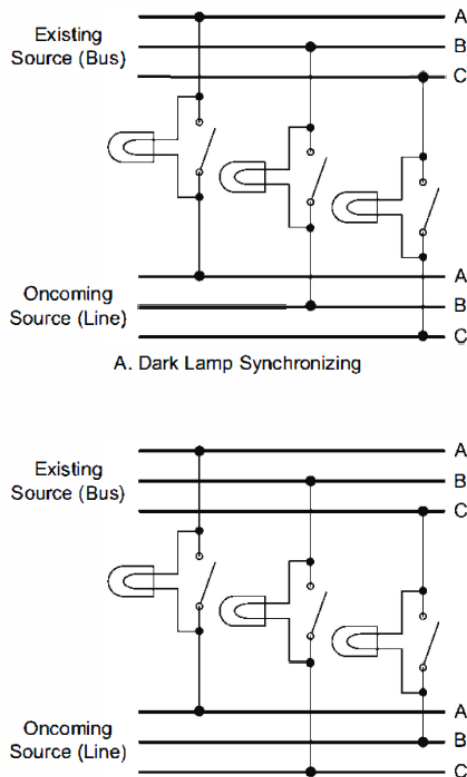 A
Existing
Source (Bus)
B
C
A
Oncoming
Source (Line)
B
C
A. Dark Lamp Synchronizing
A
Existing
Source (Bus)
B
C
A
Oncoming
Source (Line)
B
C